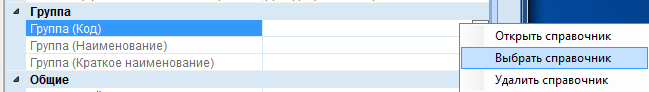 Группа
Группа (Код)
Группа (Наименование)
Группа (Краткое наименование)
Общие
Открыть справочник
Выбрать справочник
Удалить справочник